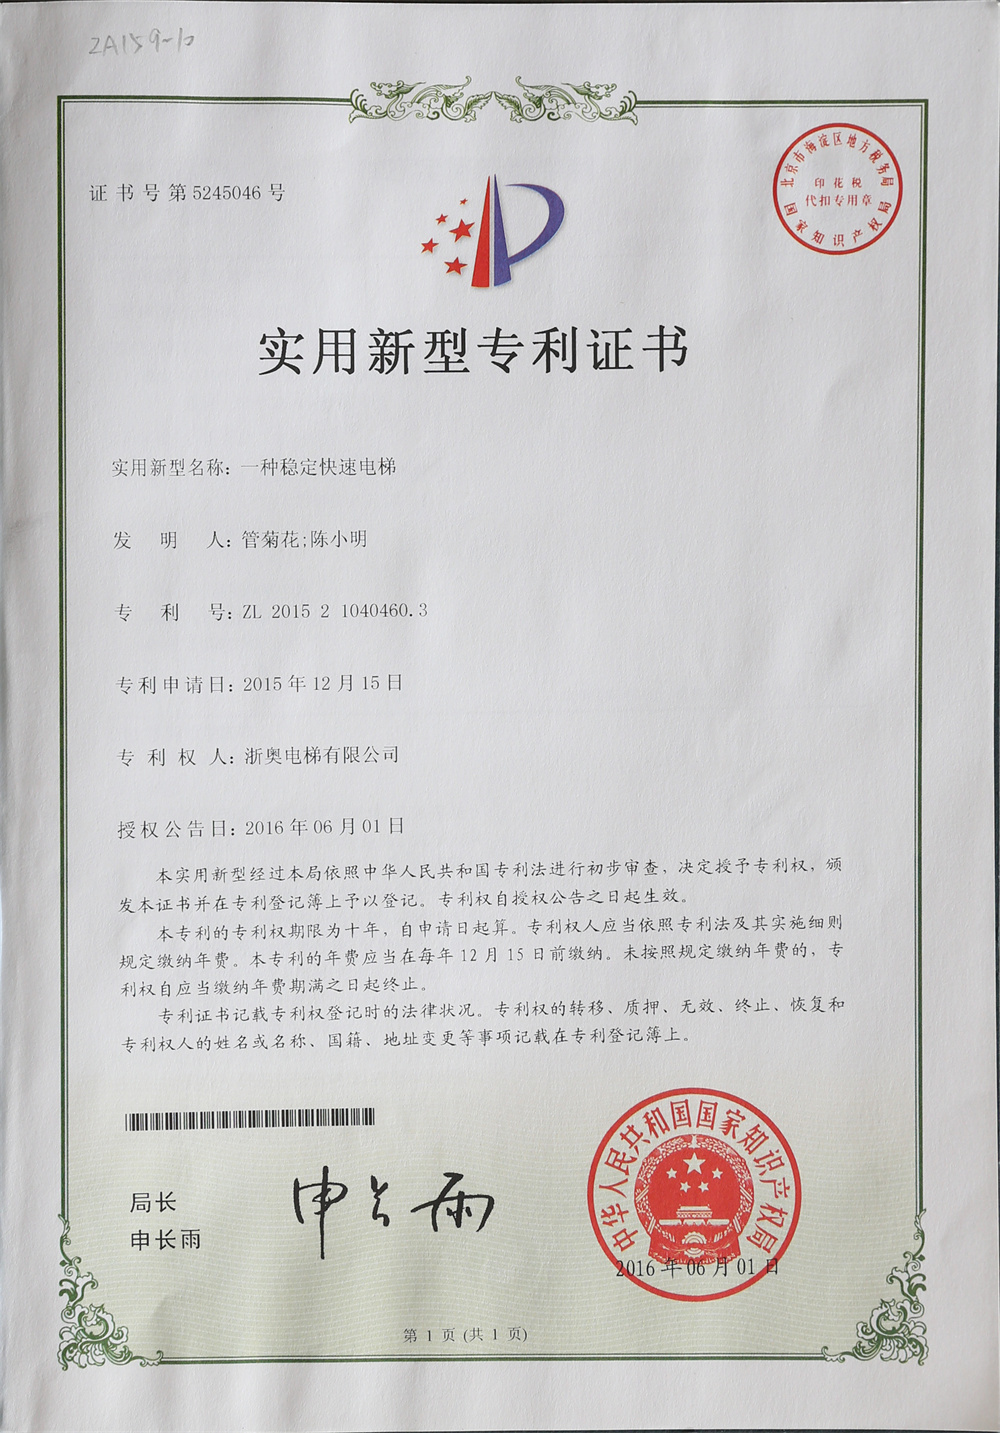 ZA159-10
证书号第5245046号
北京市海淀区地方税务局
印花税
代扣专用章
国家知识产权局
实用新型专利证书
实用新型名称：一种稳定快速电梯
发明人：管菊花;陈小明
专利号：ZL 2015 2 1040460.3
专利申请日：2015年12月15日
专利权人：浙奥电梯有限公司
授权公告日：2016年06月01日
本实用新型经过本局依照中华人民共和国专利法进行初步审查，决定授予专利权，颁
发本证书并在专利登记簿上予以登记。专利权自授权公告之日起生效。
本专利的专利权期限为十年，自申请日起算。专利权人应当依照专利法及其实施细则
规定缴纳年费。本专利的年费应当在每年12月15日前缴纳。未按照规定缴纳年费的，专
利权自应当缴纳年费期满之日起终止。
专利证书记载专利权登记时的法律状况。专利权的转移、质押、无效、终止、恢复和
专利权人的姓名或名称、国籍、地址变更等事项记载在专利登记簿上。
局长
申长雨
申长雨
中华人民共和国国家知识产权局
2016年06月01日
第1页(共1页)